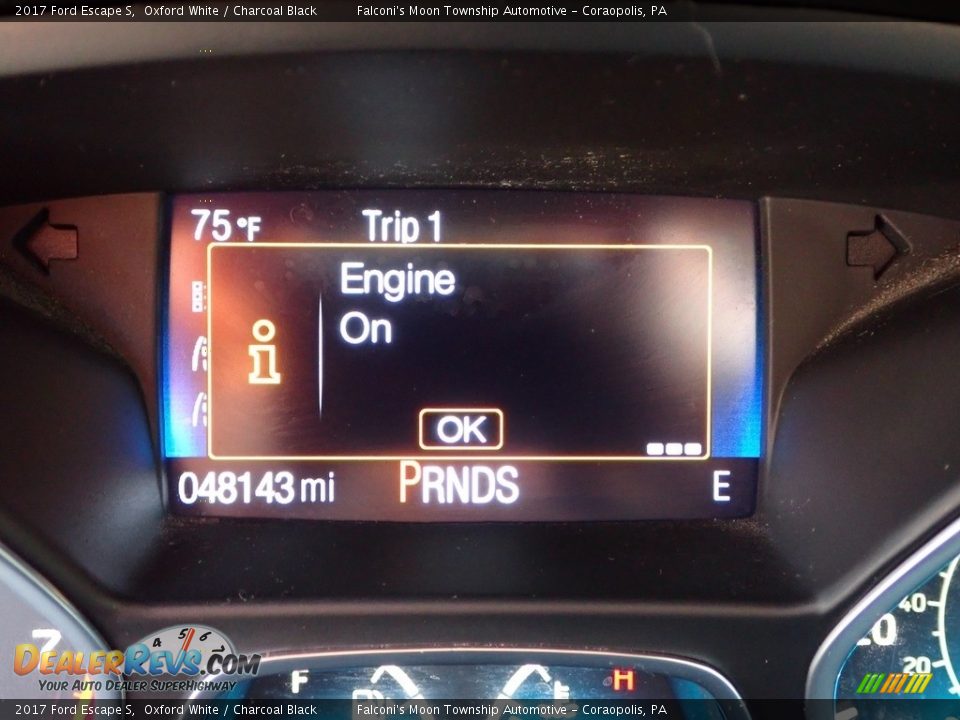 2017 Ford Escape S, Oxford White / Charcoal Black Falconi's Moon Township Automotive - Coraopolis, PA
75 °F Trip 1
Engine
On
OK
048143 mi PRNDS E
7
40
20
F H
DEALERREVS.COM
YOUR AUTO DEALER SUPERHIGHWAY
2017 Ford Escape S, Oxford White / Charcoal Black Falconi's Moon Township Automotive - Coraopolis, PA